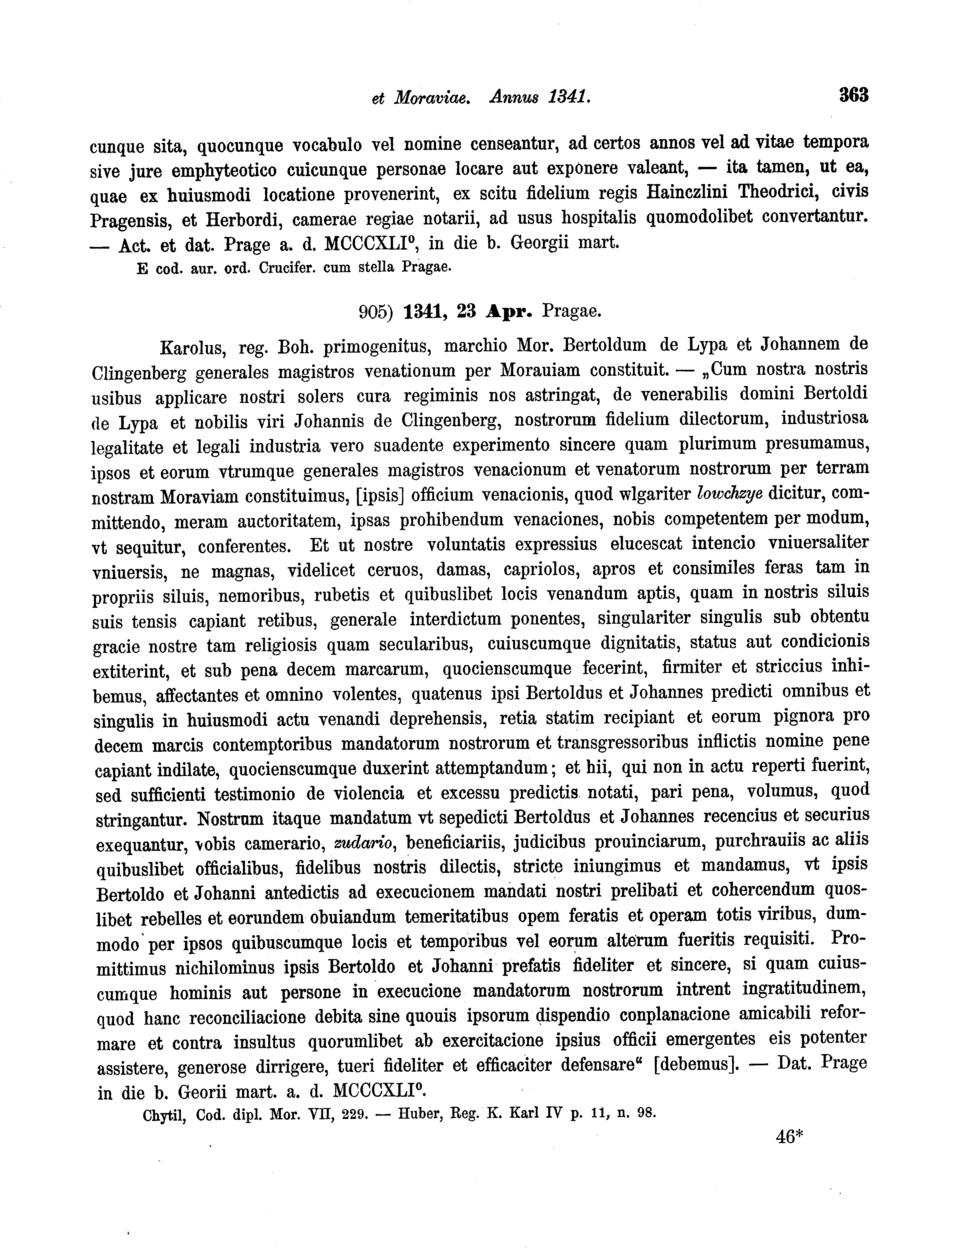 et Moraviae. Annus 1341. 363
cunque sita, quocunque vocabulo vel nomine censeantur, ad certos annos vel ad vitae tempora
sive jure emphyteotico cuicunque personae locare aut exponere valeant, — ita tamen, ut ea,
quae ex huiusmodi locatione provenerint, ex scitu fidelium regis Hainczlini Theodrici, civis
Pragensis, et Herbordi, camerae regiae notarii, ad usus hospitalis quomodolibet convertantur.
— Act. et dat. Prage a. d. MCCCXLI⁰, in die b. Georgii mart.
E cod. aur. ord. Crucifer. cum stella Pragae.
905) 1341, 23 Apr. Pragae.
Karolus, reg. Boh. primogenitus, marchio Mor. Bertoldum de Lypa et Johannem de
Clingenberg generales magistros venationum per Morauiam constituit. — „Cum nostra nostris
usibus applicare nostri solers cura regiminis nos astringat, de venerabilis domini Bertoldi
de Lypa et nobilis viri Johannis de Clingenberg, nostrorum fidelium dilectorum, industriosa
legalitate et legali industria vero suadente experimento sincere quam plurimum presumamus,
ipsos et eorum vtrumque generales magistros venacionum et venatorum nostrorum per terram
nostram Moraviam constituimus, [ipsis] officium venacionis, quod wlgariter lowchzye dicitur, com-
mittendo, meram auctoritatem, ipsas prohibendum venaciones, nobis competentem per modum,
vt sequitur, conferentes. Et ut nostre voluntatis expressius elucescat intencio vniuersaliter
vniuersis, ne magnas, videlicet ceruos, damas, capriolos, apros et consimiles feras tam in
propriis siluis, nemoribus, rubetis et quibuslibet locis venandum aptis, quam in nostris siluis
suis tensis capiant retibus, generale interdictum ponentes, singulariter singulis sub obtentu
gracie nostre tam religiosis quam secularibus, cuiuscumque dignitatis, status aut condicionis
extiterint, et sub pena decem marcarum, quocienscumque fecerint, firmiter et striccius inhi-
bemus, affectantes et omnino volentes, quatenus ipsi Bertoldus et Johannes predicti omnibus et
singulis in huiusmodi actu venandi deprehensis, retia statim recipiant et eorum pignora pro
decem marcis contemptoribus mandatorum nostrorum et transgressoribus inflictis nomine pene
capiant indilate, quocienscumque duxerint attemptandum; et hii, qui non in actu reperti fuerint,
sed sufficienti testimonio de violencia et excessu predictis notati, pari pena, volumus, quod
stringantur. Nostrum itaque mandatum vt sepedicti Bertoldus et Johannes recencius et securius
exequantur, vobis camerario, zudario, beneficiariis, judicibus prouinciarum, purchrauiis ac aliis
quibuslibet officialibus, fidelibus nostris dilectis, stricte iniungimus et mandamus, vt ipsis
Bertoldo et Johanni antedictis ad execucionem mandati nostri prelibati et cohercendum quos-
libet rebelles et eorundem obuiandum temeritatibus opem feratis et operam totis viribus, dum-
modo per ipsos quibuscumque locis et temporibus vel eorum alterum fueritis requisiti. Pro-
mittimus nichilominus ipsis Bertoldo et Johanni prefatis fideliter et sincere, si quam cuius-
cumque hominis aut persone in execucione mandatorum nostrorum intrent ingratitudinem,
quod hanc reconciliacione debita sine quouis ipsorum dispendio conplanacione amicabili refor-
mare et contra insultus quorumlibet ab exercitacione ipsius officii emergentes eis potenter
assistere, generose dirrigere, tueri fideliter et efficaciter defensare“ [debemus]. — Dat. Prage
in die b. Georii mart. a. d. MCCCXLI⁰.
Chytil, Cod. dipl. Mor. VII, 229. — Huber, Reg. K. Karl IV p. 11, n. 98.
46*